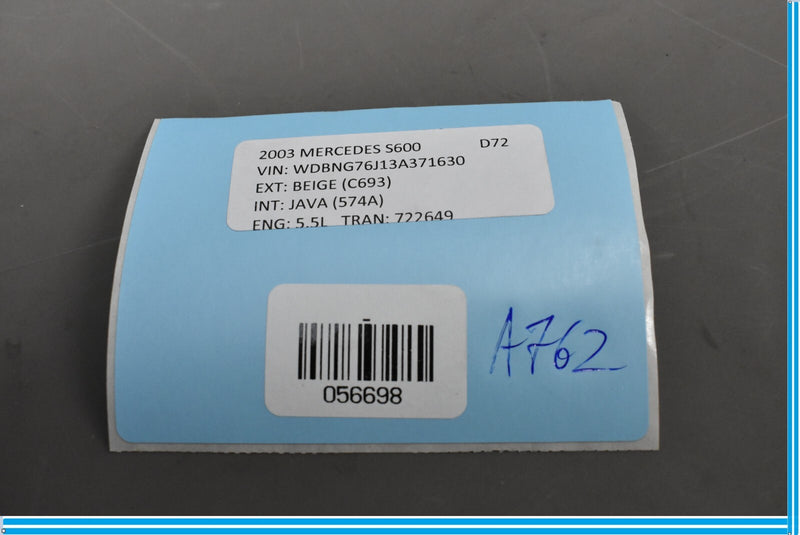 2003 MERCEDES S600 D72
VIN: WDBNG76J13A371630
EXT: BEIGE (C693)
INT: JAVA (574A)
ENG: 5.5L TRAN: 722649
056698
A762